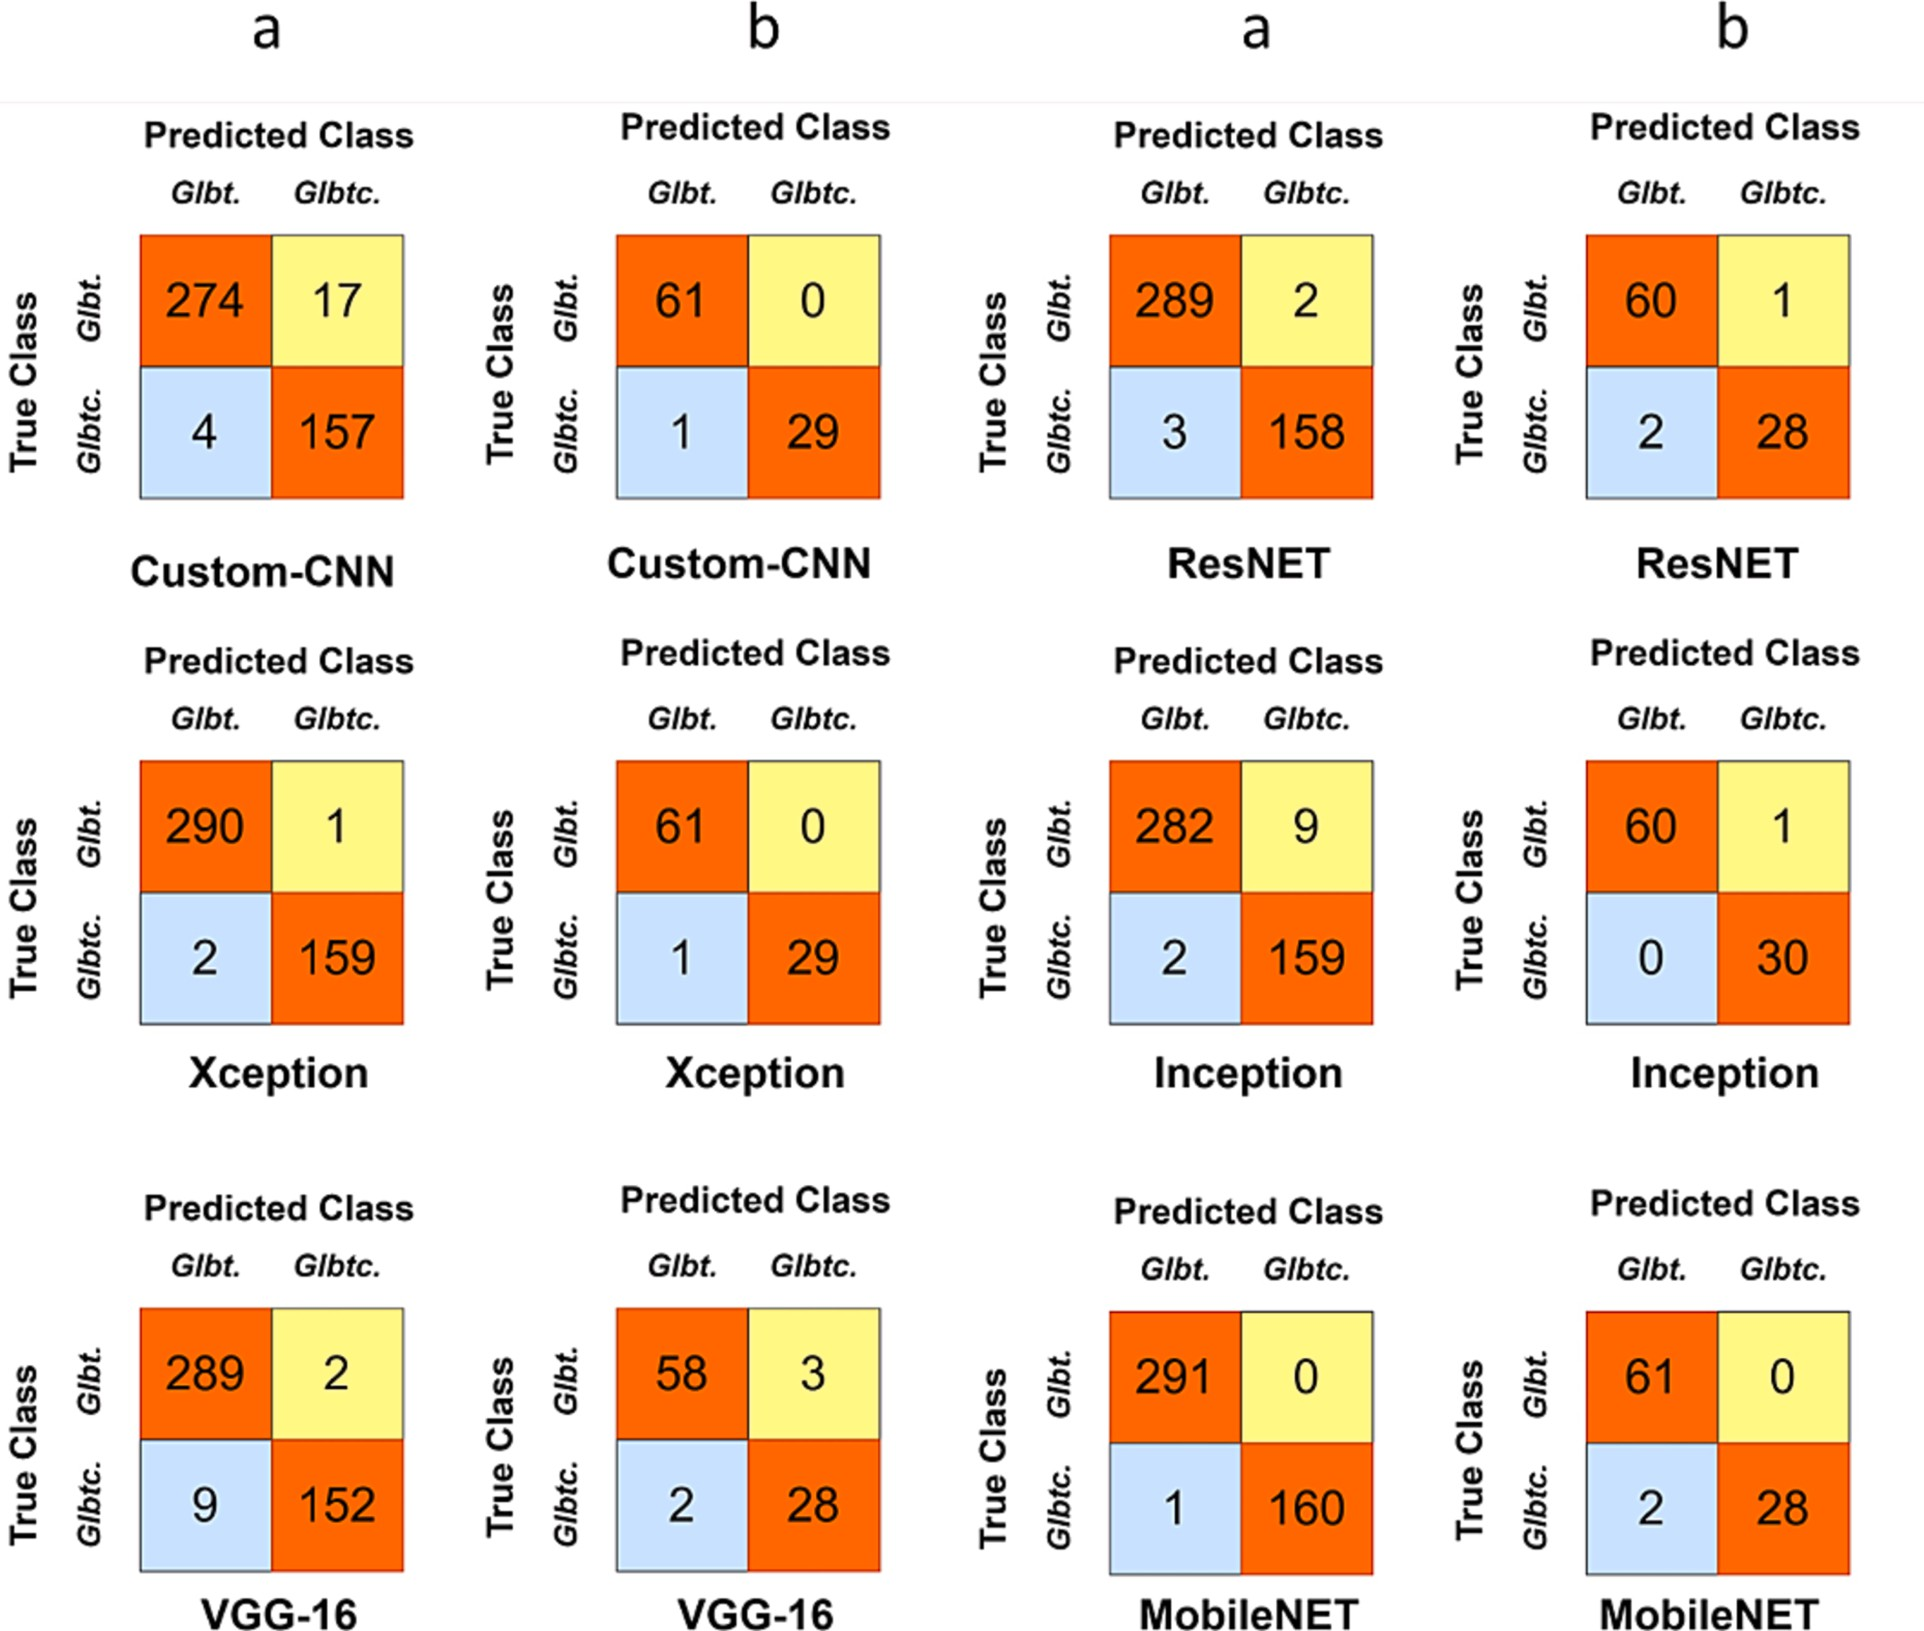 a b a b
Predicted Class Predicted Class Predicted Class Predicted Class
Glbt. Glbtc. Glbt. Glbtc. Glbt. Glbtc. Glbt. Glbtc.
True Class Glbt. 274 17 True Class Glbt. 61 0 True Class Glbt. 289 2 True Class Glbt. 60 1
Glbtc. 4 157 Glbtc. 1 29 Glbtc. 3 158 Glbtc. 2 28
Custom-CNN Custom-CNN ResNET ResNET
Predicted Class Predicted Class Predicted Class Predicted Class
Glbt. Glbtc. Glbt. Glbtc. Glbt. Glbtc. Glbt. Glbtc.
True Class Glbt. 290 1 True Class Glbt. 61 0 True Class Glbt. 282 9 True Class Glbt. 60 1
Glbtc. 2 159 Glbtc. 1 29 Glbtc. 2 159 Glbtc. 0 30
Xception Xception Inception Inception
Predicted Class Predicted Class Predicted Class Predicted Class
Glbt. Glbtc. Glbt. Glbtc. Glbt. Glbtc. Glbt. Glbtc.
True Class Glbt. 289 2 True Class Glbt. 58 3 True Class Glbt. 291 0 True Class Glbt. 61 0
Glbtc. 9 152 Glbtc. 2 28 Glbtc. 1 160 Glbtc. 2 28
VGG-16 VGG-16 MobileNET MobileNET